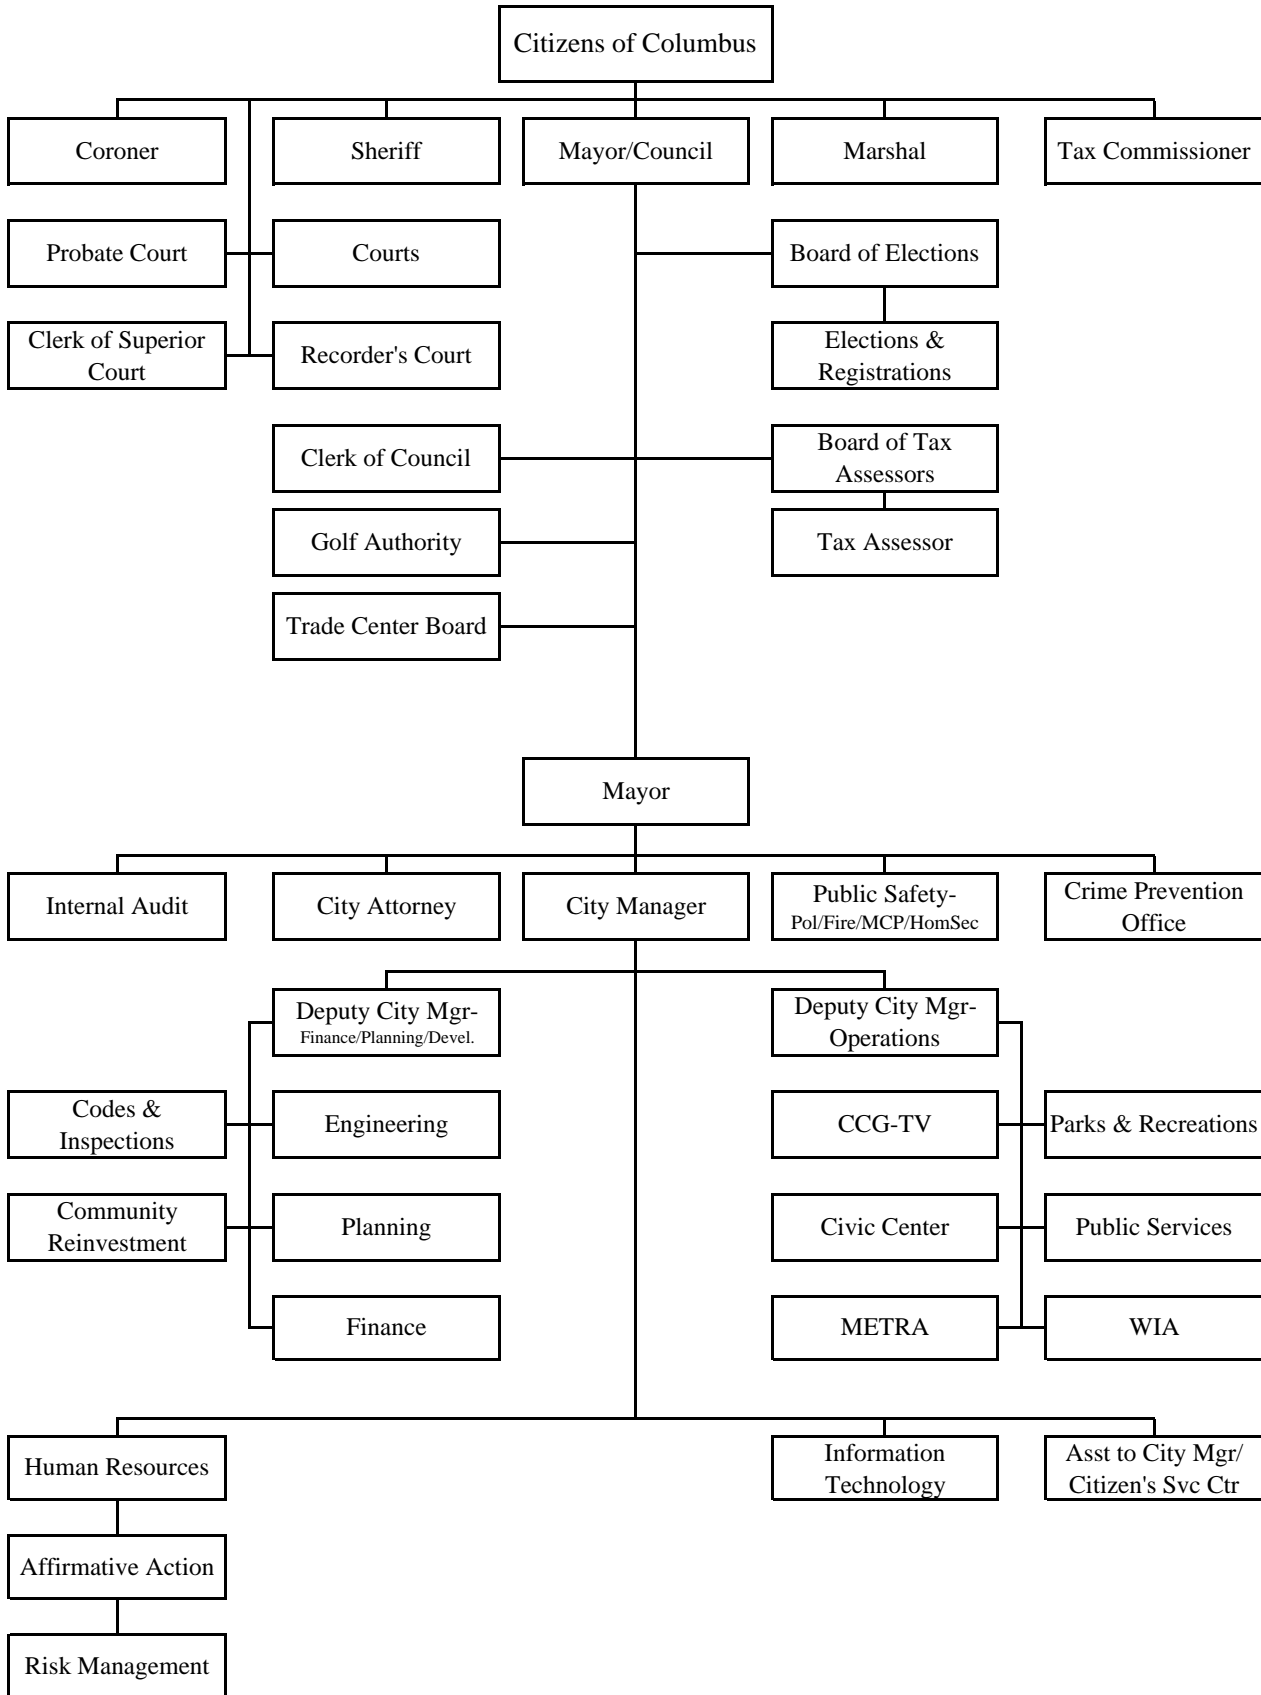 Citizens of Columbus
Coroner
Sheriff
Mayor/Council
Marshal
Tax Commissioner
Probate Court
Courts
Board of Elections
Clerk of Superior
Court
Recorder's Court
Elections &
Registrations
Clerk of Council
Board of Tax
Assessors
Golf Authority
Tax Assessor
Trade Center Board
Mayor
Internal Audit
City Attorney
City Manager
Public Safety-
Pol/Fire/MCP/HomSec
Crime Prevention
Office
Deputy City Mgr-
Finance/Planning/Devel.
Deputy City Mgr-
Operations
Codes &
Inspections
Engineering
CCG-TV
Parks & Recreations
Community
Reinvestment
Planning
Civic Center
Public Services
Finance
METRA
WIA
Human Resources
Information
Technology
Asst to City Mgr/
Citizen's Svc Ctr
Affirmative Action
Risk Management